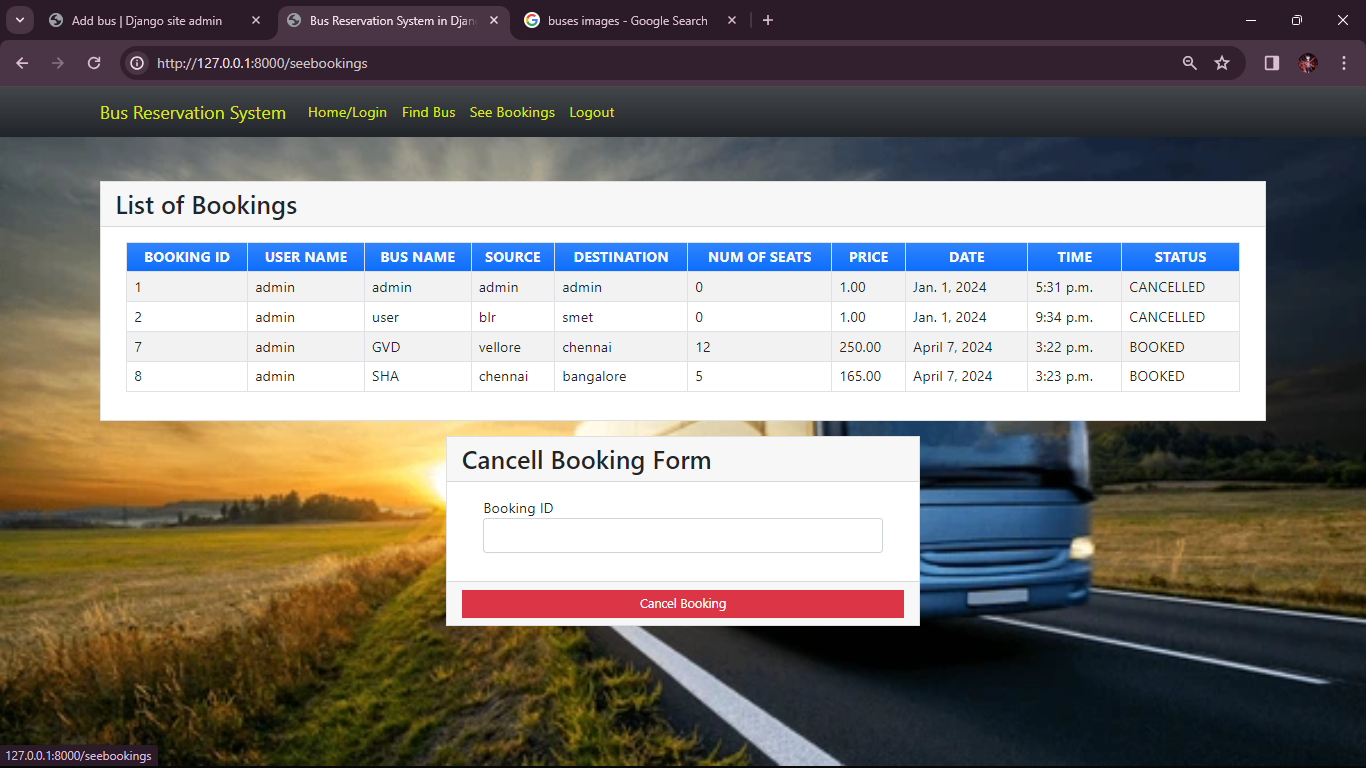 Add bus | Django site admin
Bus Reservation System in Djan
buses images - Google Search
http://127.0.0.1:8000/seebookings
Bus Reservation System Home/Login Find Bus See Bookings Logout
List of Bookings
BOOKING ID USER NAME BUS NAME SOURCE DESTINATION NUM OF SEATS PRICE DATE TIME STATUS
1 admin admin admin admin 0 1.00 Jan. 1, 2024 5:31 p.m. CANCELLED
2 admin user blr smet 0 1.00 Jan. 1, 2024 9:34 p.m. CANCELLED
7 admin GVD vellore chennai 12 250.00 April 7, 2024 3:22 p.m. BOOKED
8 admin SHA chennai bangalore 5 165.00 April 7, 2024 3:23 p.m. BOOKED
Cancell Booking Form
Booking ID
Cancel Booking
127.0.0.1:8000/seebookings